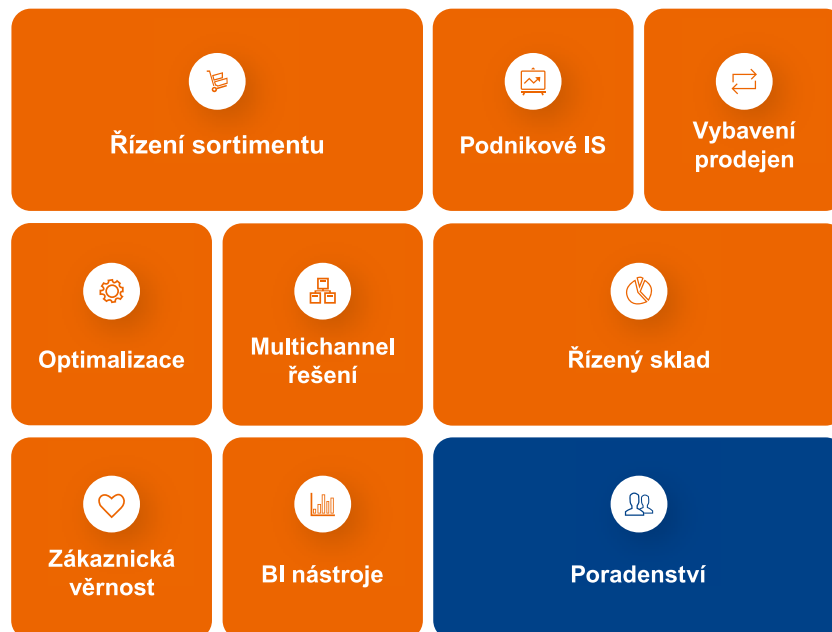 Řízení sortimentu
Podnikové IS
Vybavení
prodejen
Optimalizace
Multichannel
řešení
Řízený sklad
Zákaznická
věrnost
BI nástroje
Poradenství